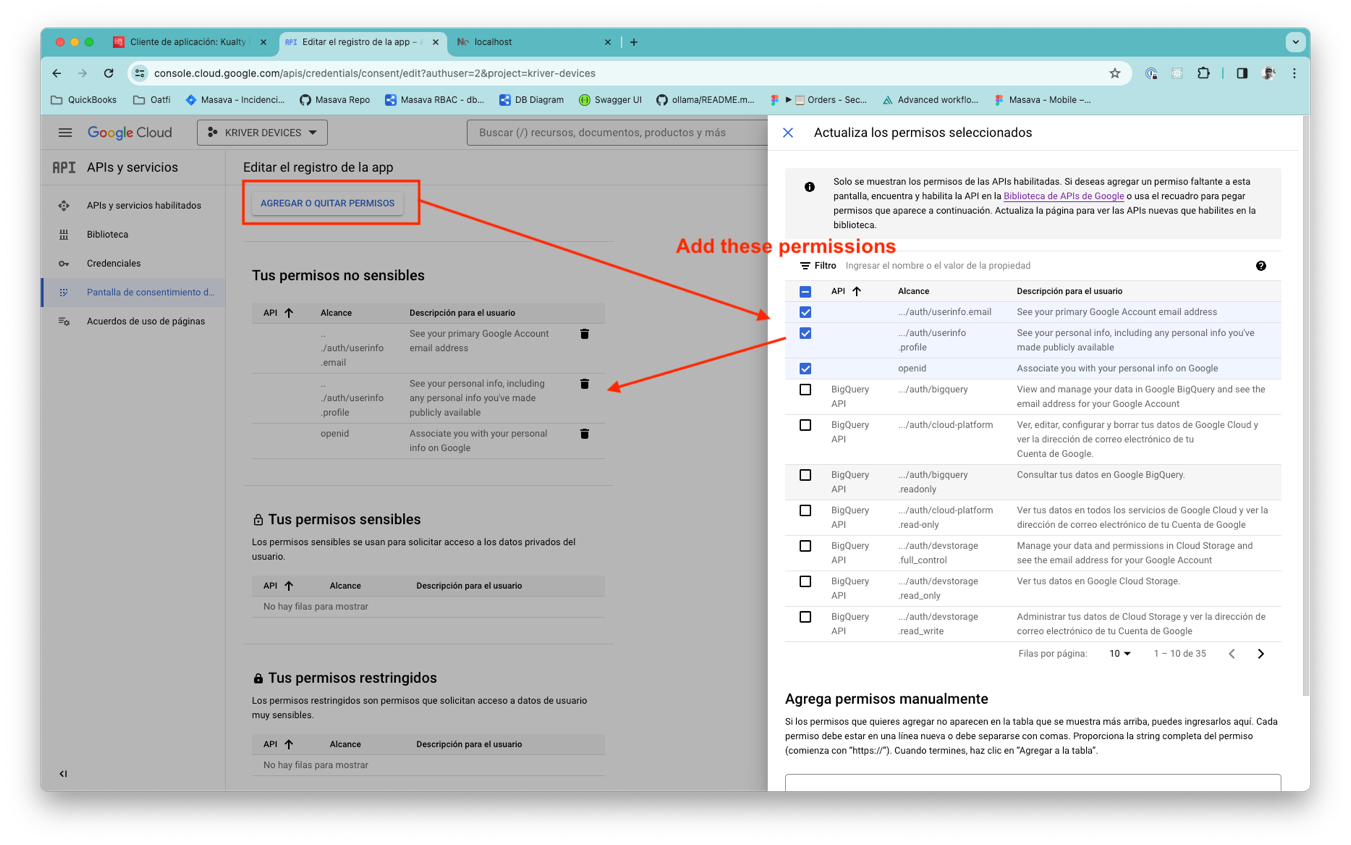 Cliente de aplicación: Kualty
Editar el registro de la app –
localhost
console.cloud.google.com/apis/credentials/consent/edit?authuser=2&project=kriver-devices
QuickBooks
Oatfi
Masava - Incidenci...
Masava Repo
Masava RBAC - db...
DB Diagram
Swagger UI
ollama/README.m...
Orders - Sec...
Advanced workflo...
Masava - Mobile –...
Google Cloud
KRIVER DEVICES
Buscar (/) recursos, documentos, productos y más
API APIs y servicios
APIs y servicios habilitados
Biblioteca
Credenciales
Pantalla de consentimiento d...
Acuerdos de uso de páginas
Editar el registro de la app
AGREGAR O QUITAR PERMISOS
Tus permisos no sensibles
API Alcance Descripción para el usuario
..
./auth/userinfo
.email
See your primary Google Account
email address
..
./auth/userinfo
.profile
See your personal info, including
any personal info you've made
publicly available
openid
Associate you with your personal
info on Google
Tus permisos sensibles
Los permisos sensibles se usan para solicitar acceso a los datos privados del
usuario.
API Alcance Descripción para el usuario
No hay filas para mostrar
Tus permisos restringidos
Los permisos restringidos son permisos que solicitan acceso a datos de usuario
muy sensibles.
API Alcance Descripción para el usuario
No hay filas para mostrar
Add these permissions
Actualiza los permisos seleccionados
Solo se muestran los permisos de las APIs habilitadas. Si deseas agregar un permiso faltante a esta
pantalla, encuentra y habilita la API en la Biblioteca de APIs de Google o usa el recuadro para pegar
permisos que aparece a continuación. Actualiza la página para ver las APIs nuevas que habilites en la
biblioteca.
Filtro Ingresar el nombre o el valor de la propiedad
API Alcance Descripción para el usuario
.../auth/userinfo.email
See your primary Google Account email address
.../auth/userinfo
.profile
See your personal info, including any personal info you've
made publicly available
openid
Associate you with your personal info on Google
BigQuery
API
.../auth/bigquery
View and manage your data in Google BigQuery and see the
email address for your Google Account
BigQuery
API
.../auth/cloud-platform
Ver, editar, configurar y borrar tus datos de Google Cloud y
ver la dirección de correo electrónico de tu
Cuenta de Google.
BigQuery
API
.../auth/bigquery
.readonly
Consultar tus datos en Google BigQuery.
BigQuery
API
.../auth/cloud-platform
.read-only
Ver tus datos en todos los servicios de Google Cloud y ver la
dirección de correo electrónico de tu Cuenta de Google
BigQuery
API
.../auth/devstorage
.full_control
Manage your data and permissions in Cloud Storage and
see the email address for your Google Account
BigQuery
API
.../auth/devstorage
.read_only
Ver tus datos en Google Cloud Storage.
BigQuery
API
.../auth/devstorage
.read_write
Administrar tus datos de Cloud Storage y ver la dirección de
correo electrónico de tu Cuenta de Google
Filas por página: 10 1 – 10 de 35
Agrega permisos manualmente
Si los permisos que quieres agregar no aparecen en la tabla que se muestra más arriba, puedes ingresarlos aquí. Cada
permiso debe estar en una línea nueva o debe separarse con comas. Proporciona la string completa del permiso
(comienza con "https://"). Cuando termines, haz clic en "Agregar a la tabla".